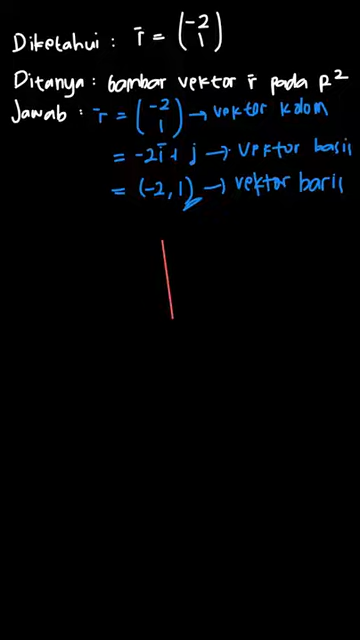 Diketahui : r̄ = (-2 1)
Ditanya : Gambar vektor r̄ pada R²
Jawab : r̄ = (-2 1) → vektor kolom
= -2ī + j → vektor basis
= (-2, 1) → vektor baris